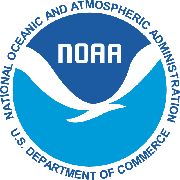 NATIONAL OCEANIC AND ATMOSPHERIC ADMINISTRATION
NOAA
U.S. DEPARTMENT OF COMMERCE